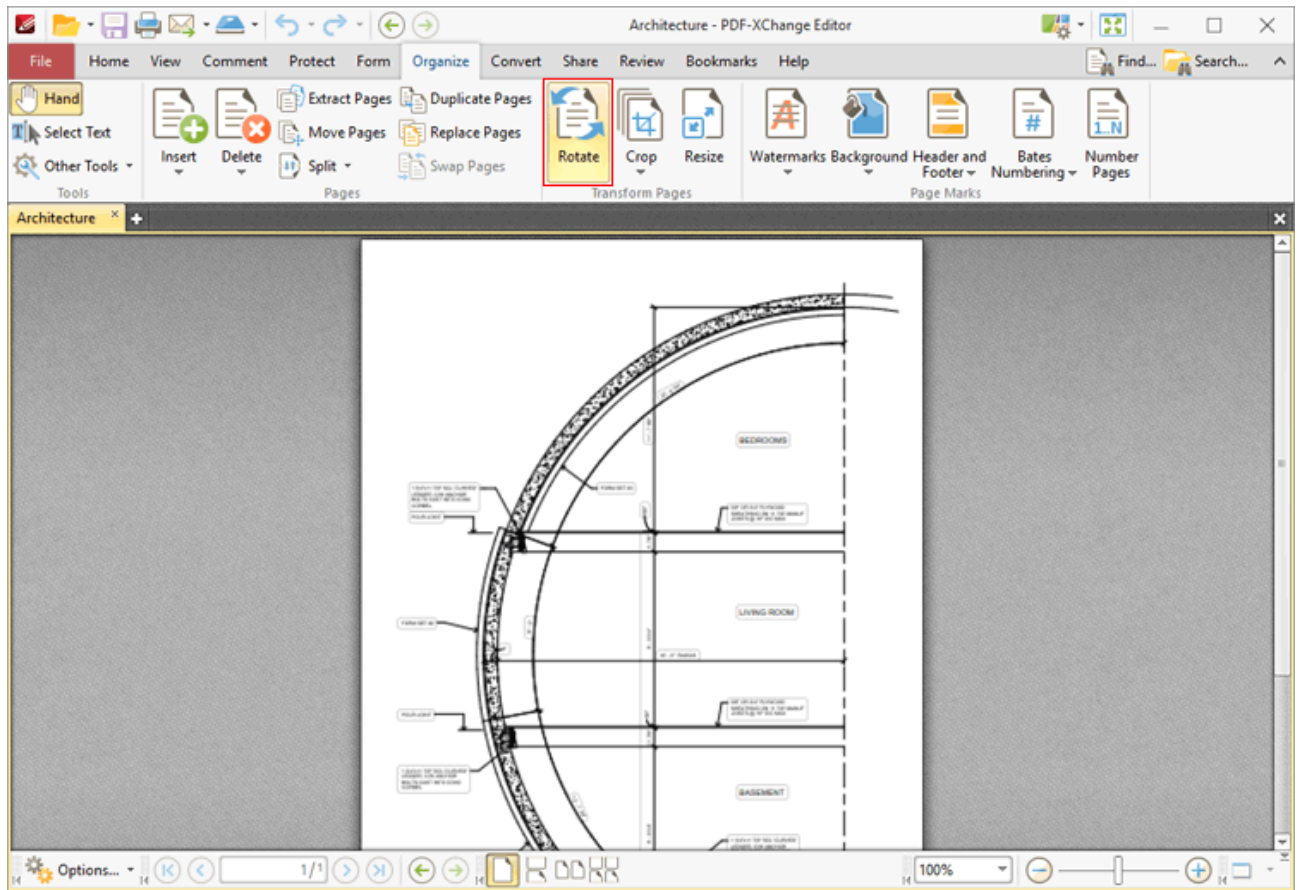 Architecture - PDF-XChange Editor
File Home View Comment Protect Form Organize Convert Share Review Bookmarks Help Find... Search...
Hand
Select Text
Other Tools
Tools
Insert
Delete
Extract Pages
Move Pages
Split
Duplicate Pages
Replace Pages
Swap Pages
Pages
Rotate
Crop
Resize
Transform Pages
Watermarks
Background
Header and
Footer
#
Bates
Numbering
1..N
Number
Pages
Page Marks
Architecture
BEDROOMS
LIVING ROOM
BASEMENT
Options...
1/1
100%